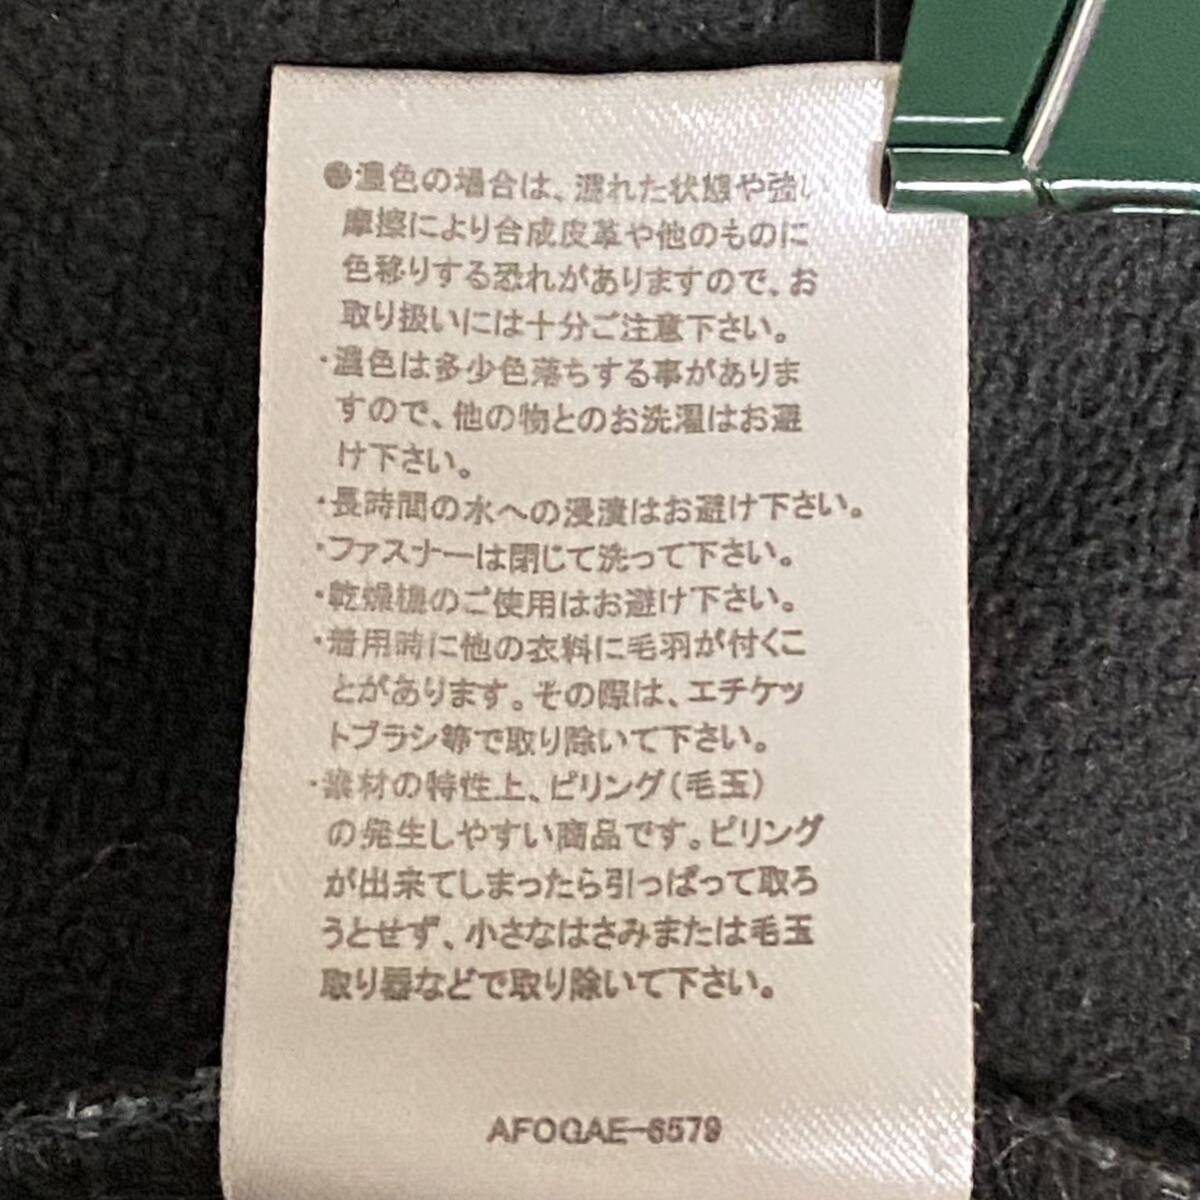 ●濃色の場合は、濡れた状態や強い
摩擦により合成皮革や他のものに
色移りする恐れがありますので、お
取り扱いには十分ご注意下さい。
・濃色は多少色落ちする事がありま
すので、他の物とのお洗濯はお避
け下さい。
・長時間の水への浸漬はお避け下さい。
・ファスナーは閉じて洗って下さい。
・乾燥機のご使用はお避け下さい。
・着用時に他の衣料に毛羽が付くこ
とがあります。その際は、エチケッ
トブラシ等で取り除いて下さい。
・素材の特性上、ピリング(毛玉)
の発生しやすい商品です。ピリング
が出来てしまったら引っぱって取ろ
うとせず、小さなはさみまたは毛玉
取り器などで取り除いて下さい。
AFOGAE-6579